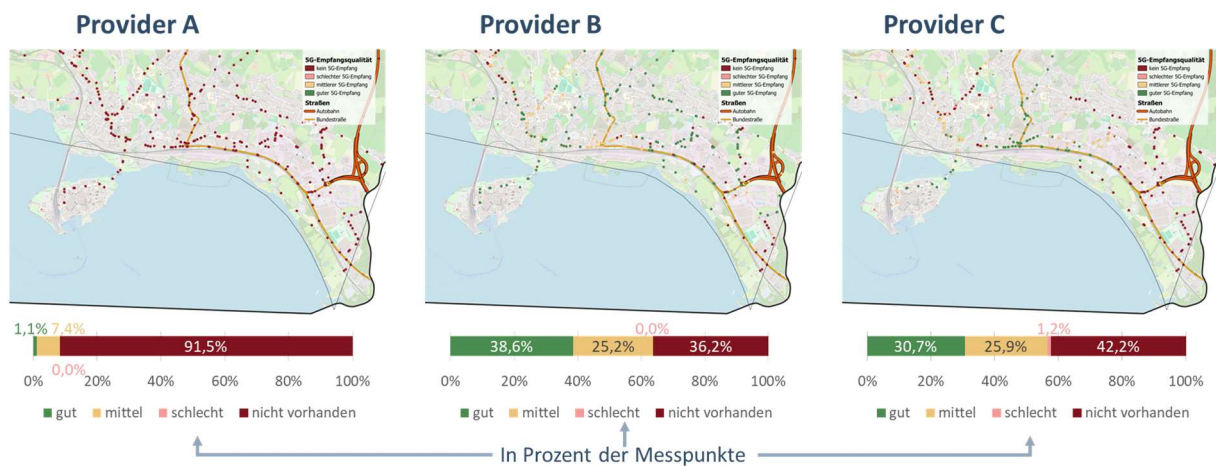 Provider A
Provider B
Provider C
5G-Empfangsqualität
kein 5G-Empfang
schlechter 5G-Empfang
mittlerer 5G-Empfang
guter 5G-Empfang
Straßen
Autobahn
Bundestraße
5G-Empfangsqualität
kein 5G-Empfang
schlechter 5G-Empfang
mittlerer 5G-Empfang
guter 5G-Empfang
Straßen
Autobahn
Bundestraße
5G-Empfangsqualität
kein 5G-Empfang
schlechter 5G-Empfang
mittlerer 5G-Empfang
guter 5G-Empfang
Straßen
Autobahn
Bundestraße
1,1% 7,4%
91,5%
0,0%
0% 20% 40% 60% 80% 100%
gut mittel schlecht nicht vorhanden
0,0%
38,6% 25,2% 36,2%
0% 20% 40% 60% 80% 100%
gut mittel schlecht nicht vorhanden
1,2%
30,7% 25,9% 42,2%
0% 20% 40% 60% 80% 100%
gut mittel schlecht nicht vorhanden
In Prozent der Messpunkte